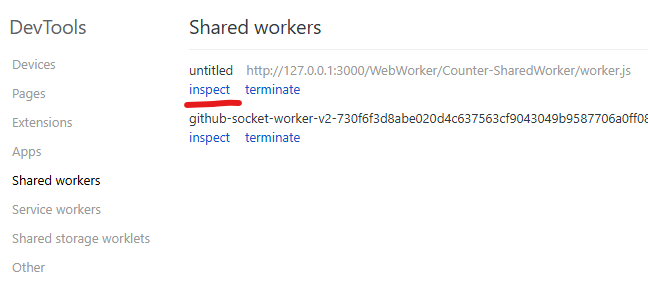 DevTools
Devices
Pages
Extensions
Apps
Shared workers
Service workers
Shared storage worklets
Other
Shared workers
untitled http://127.0.0.1:3000/WebWorker/Counter-SharedWorker/worker.js
inspect terminate
github-socket-worker-v2-730f6f3d8abe020d4c637563cf9043049b9587706a0ff08
inspect terminate